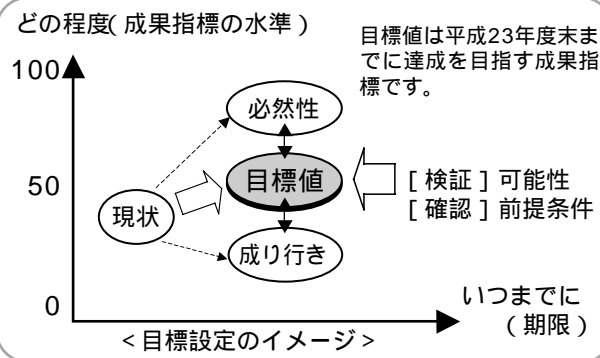 どの程度(成果指標の水準)
目標値は平成23年度末ま
でに達成を目指す成果指
標です。
100
必然性
目標値
50
[検証]可能性
[確認]前提条件
現状
成り行き
0
いつまでに
(期限)
<目標設定のイメージ>